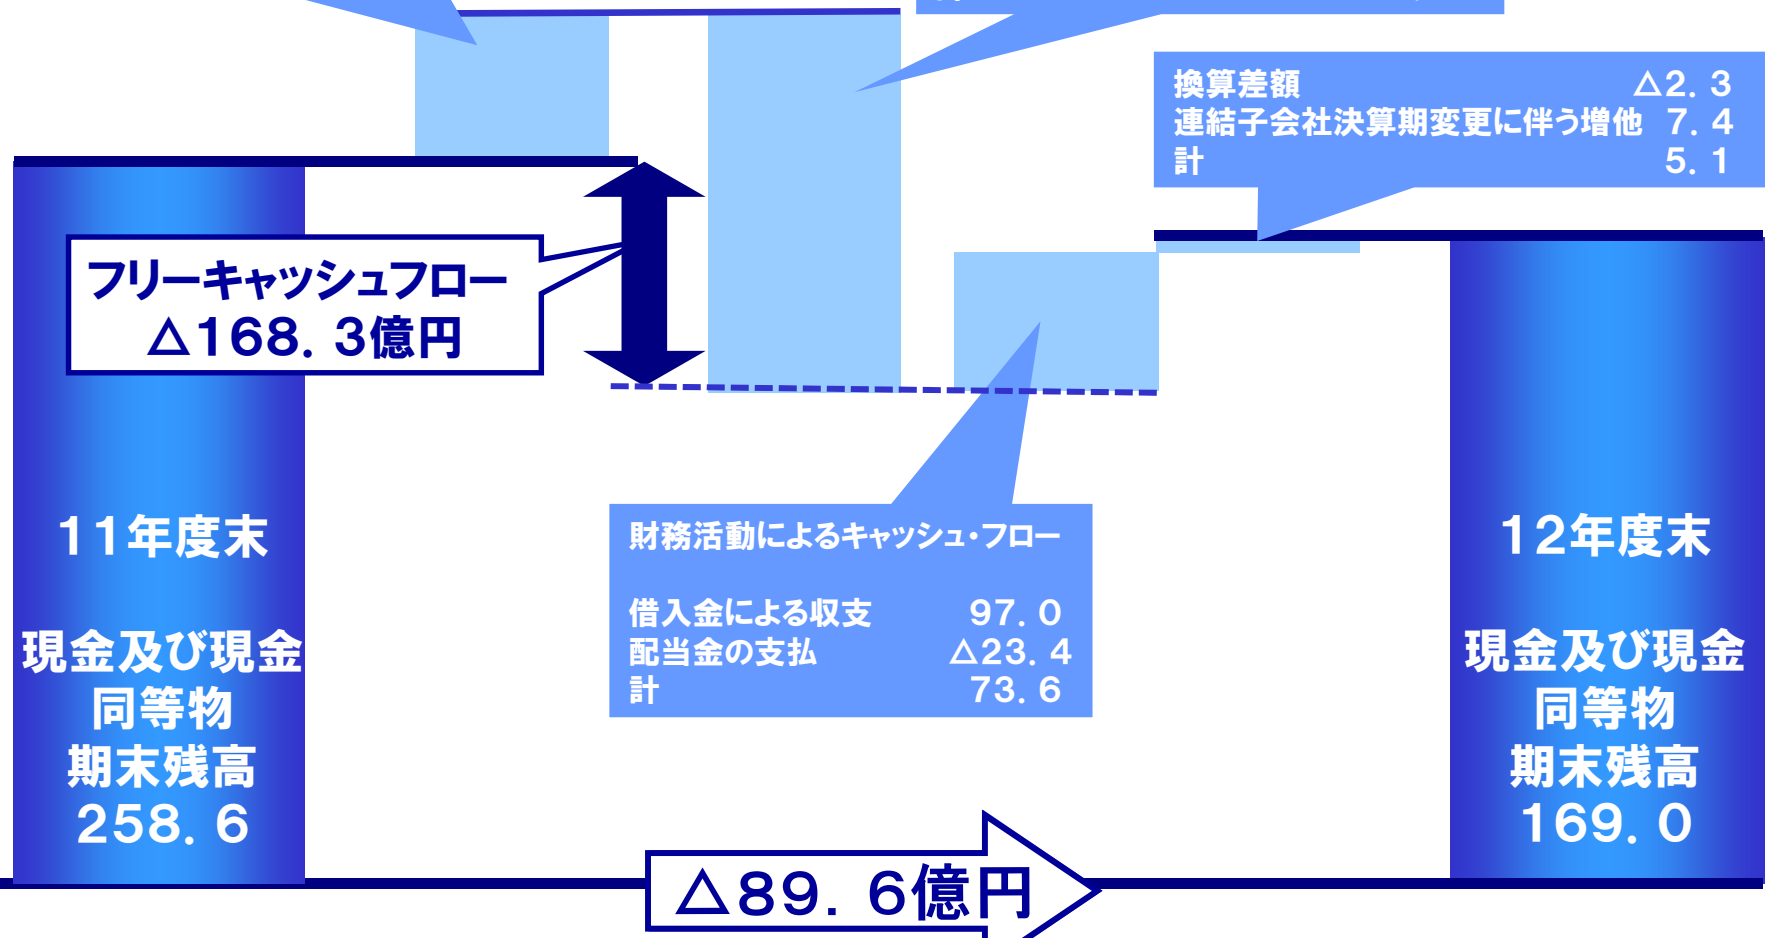 換算差額 △2．3
連結子会社決算期変更に伴う増他 7．4
計 5．1
フリーキャッシュフロー
△168．3億円
11年度末
現金及び現金
同等物
期末残高
258．6
財務活動によるキャッシュ・フロー
借入金による収支 97．0
配当金の支払 △23．4
計 73．6
12年度末
現金及び現金
同等物
期末残高
169．0
△89．6億円